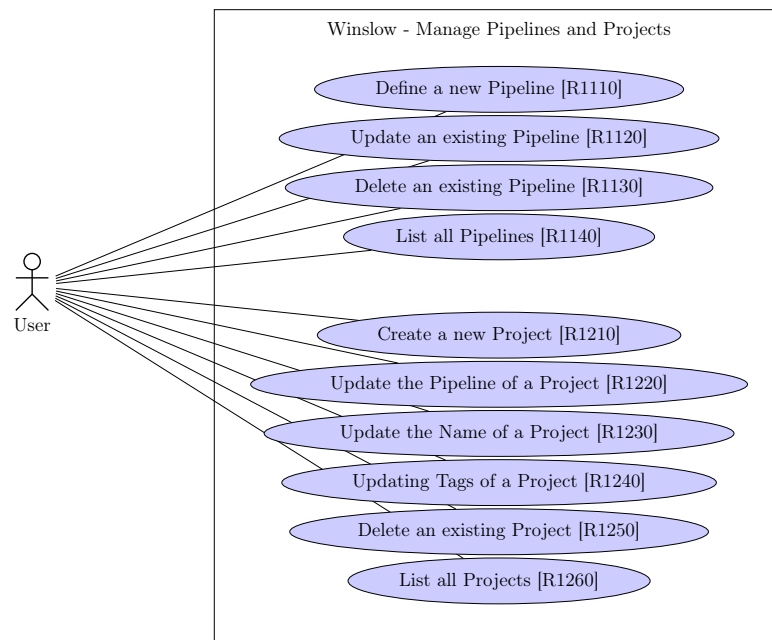 Winslow - Manage Pipelines and Projects
Define a new Pipeline [R1110]
Update an existing Pipeline [R1120]
Delete an existing Pipeline [R1130]
List all Pipelines [R1140]
User
Create a new Project [R1210]
Update the Pipeline of a Project [R1220]
Update the Name of a Project [R1230]
Updating Tags of a Project [R1240]
Delete an existing Project [R1250]
List all Projects [R1260]